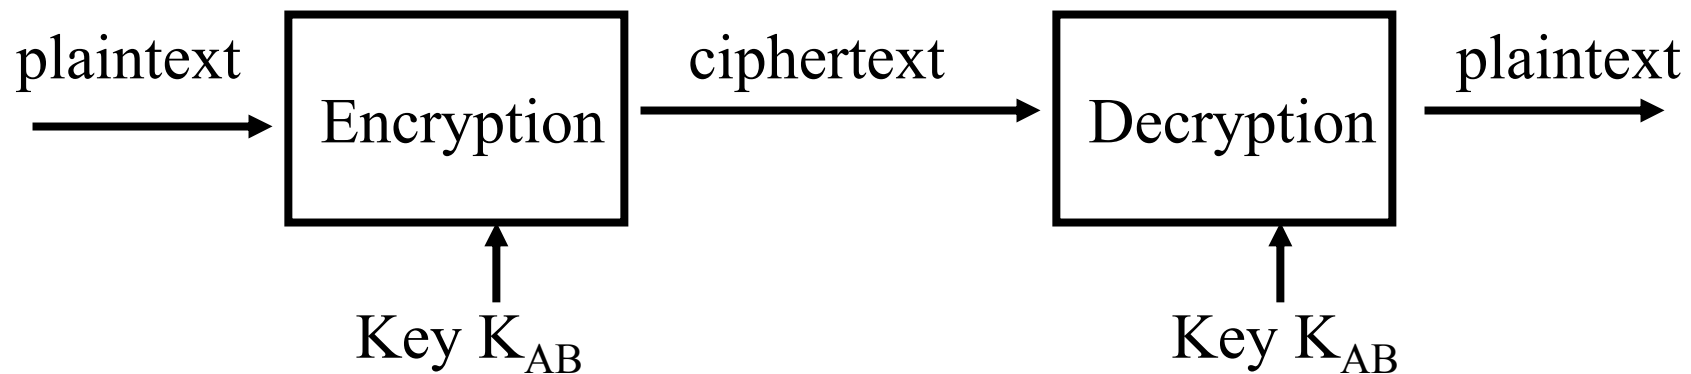 plaintext
ciphertext
plaintext
Encryption
Decryption
Key K_AB
Key K_AB